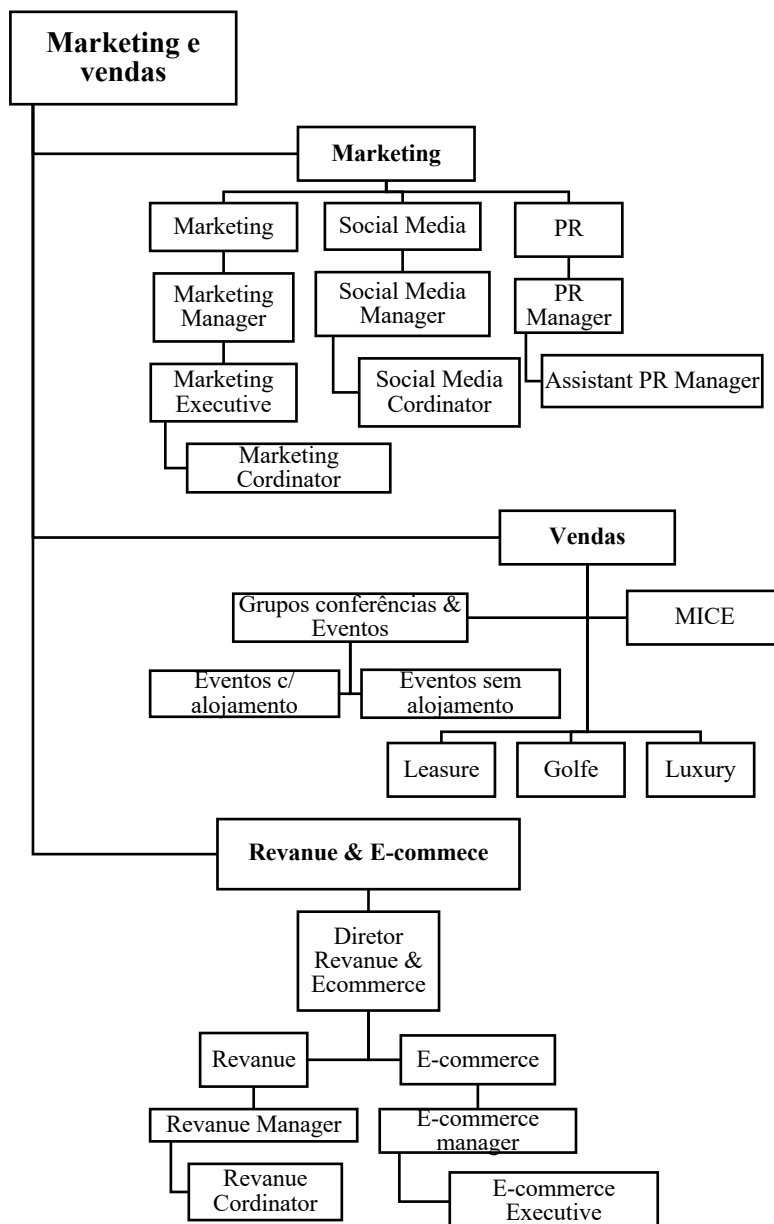 Marketing e
vendas
Marketing
Marketing
Social Media
PR
Marketing
Manager
Social Media
Manager
PR
Manager
Marketing
Executive
Social Media
Cordinator
Assistant PR Manager
Marketing
Cordinator
Vendas
Grupos conferências &
Eventos
MICE
Eventos c/
alojamento
Eventos sem
alojamento
Leasure
Golfe
Luxury
Revanue & E-commece
Diretor
Revanue &
Ecommerce
Revanue
E-commerce
Revanue Manager
E-commerce
manager
Revanue
Cordinator
E-commerce
Executive